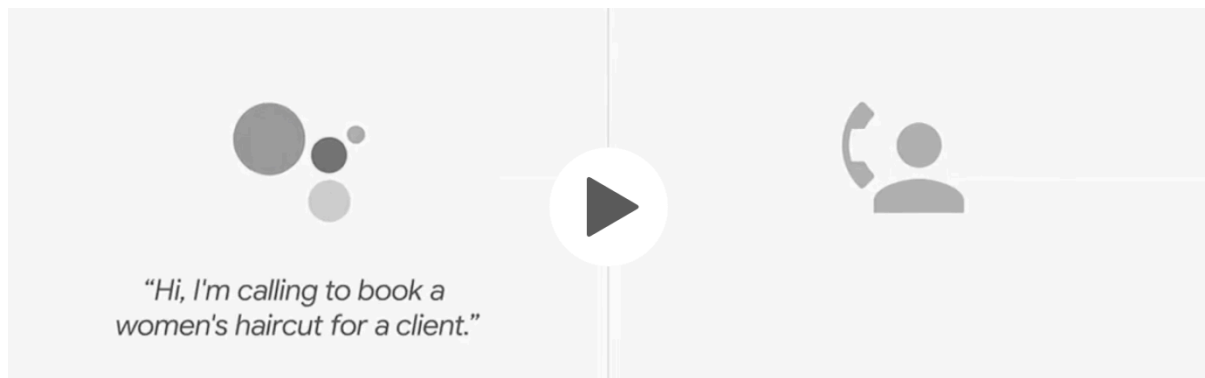 “Hi, I'm calling to book a
women's haircut for a client.”